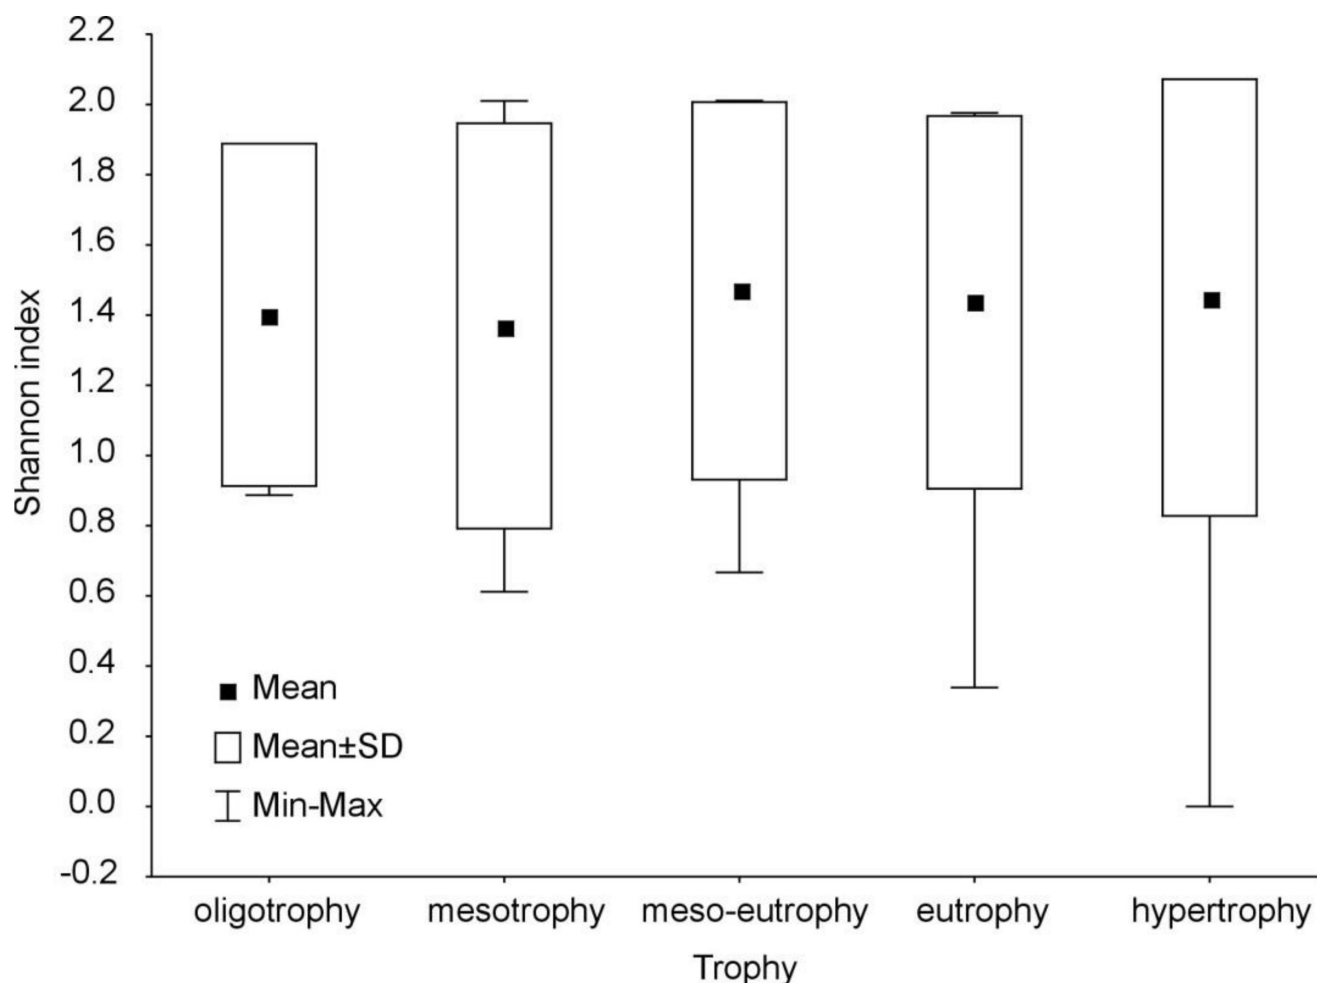 2.2
2.0
1.8
1.6
1.4
1.2
1.0
0.8
0.6
0.4
0.2
0.0
-0.2
Shannon index
Mean
Mean±SD
Min-Max
oligotrophy mesotrophy meso-eutrophy eutrophy hypertrophy
Trophy